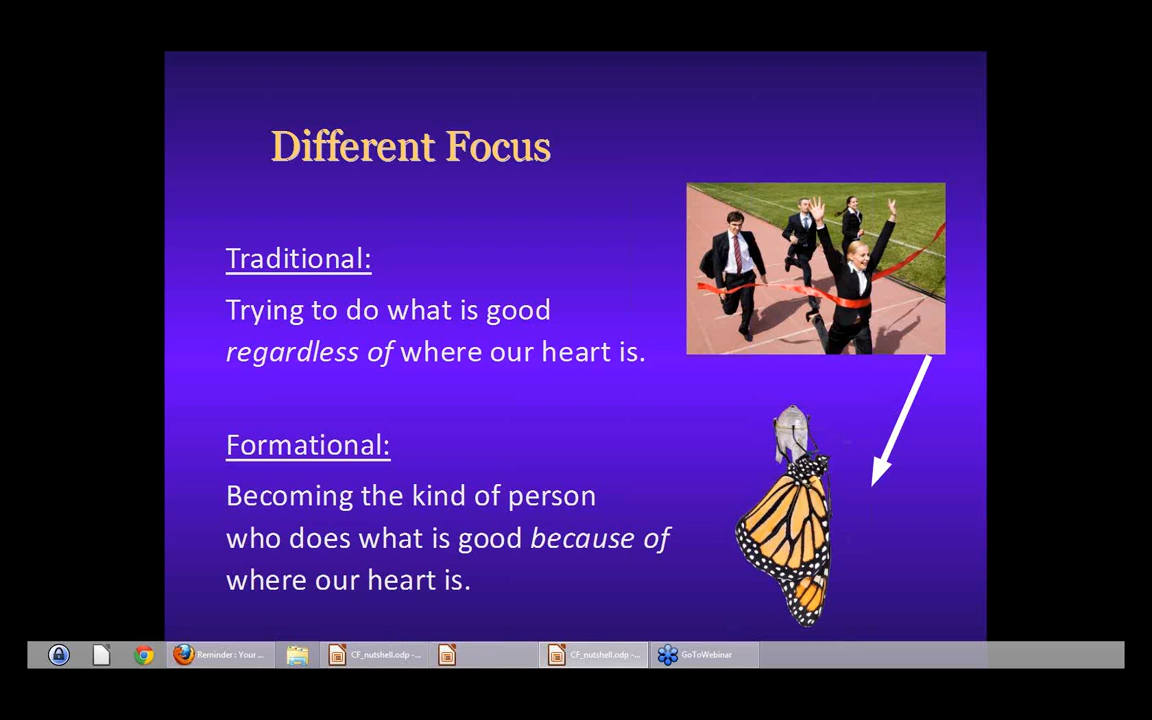 Different Focus
Traditional:
Trying to do what is good
regardless of where our heart is.
Formational:
Becoming the kind of person
who does what is good because of
where our heart is.
Reminder : Your ...
CF_nutshell.odp -...
CF_nutshell.odp -...
GoToWebinar